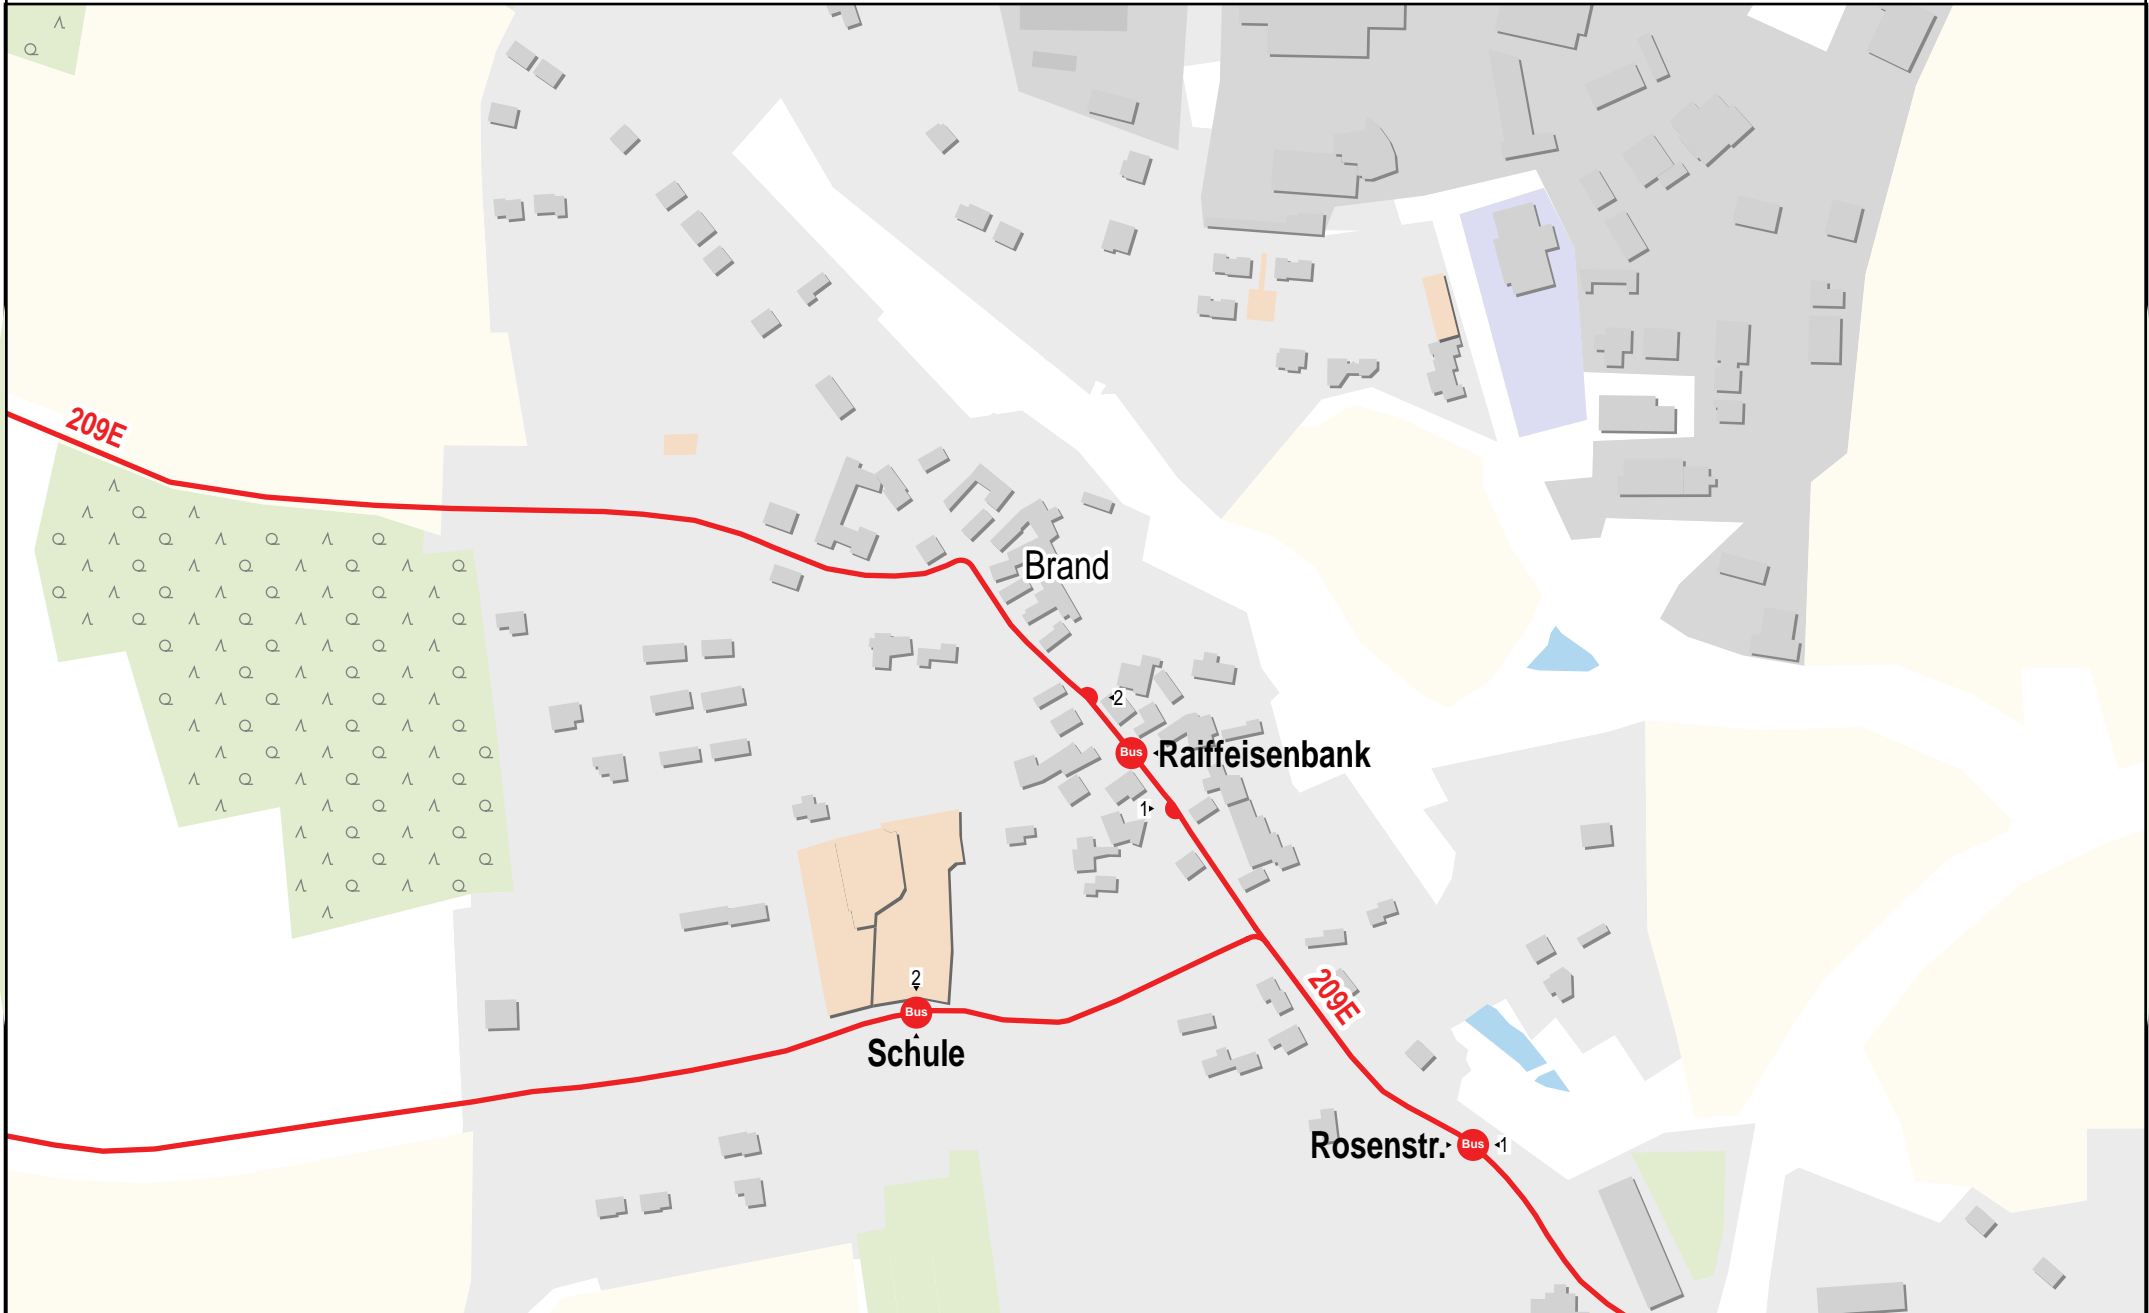 209E
Brand
2
Bus
Raiffeisenbank
1
2
Bus
Schule
209E
Rosenstr.
Bus
1